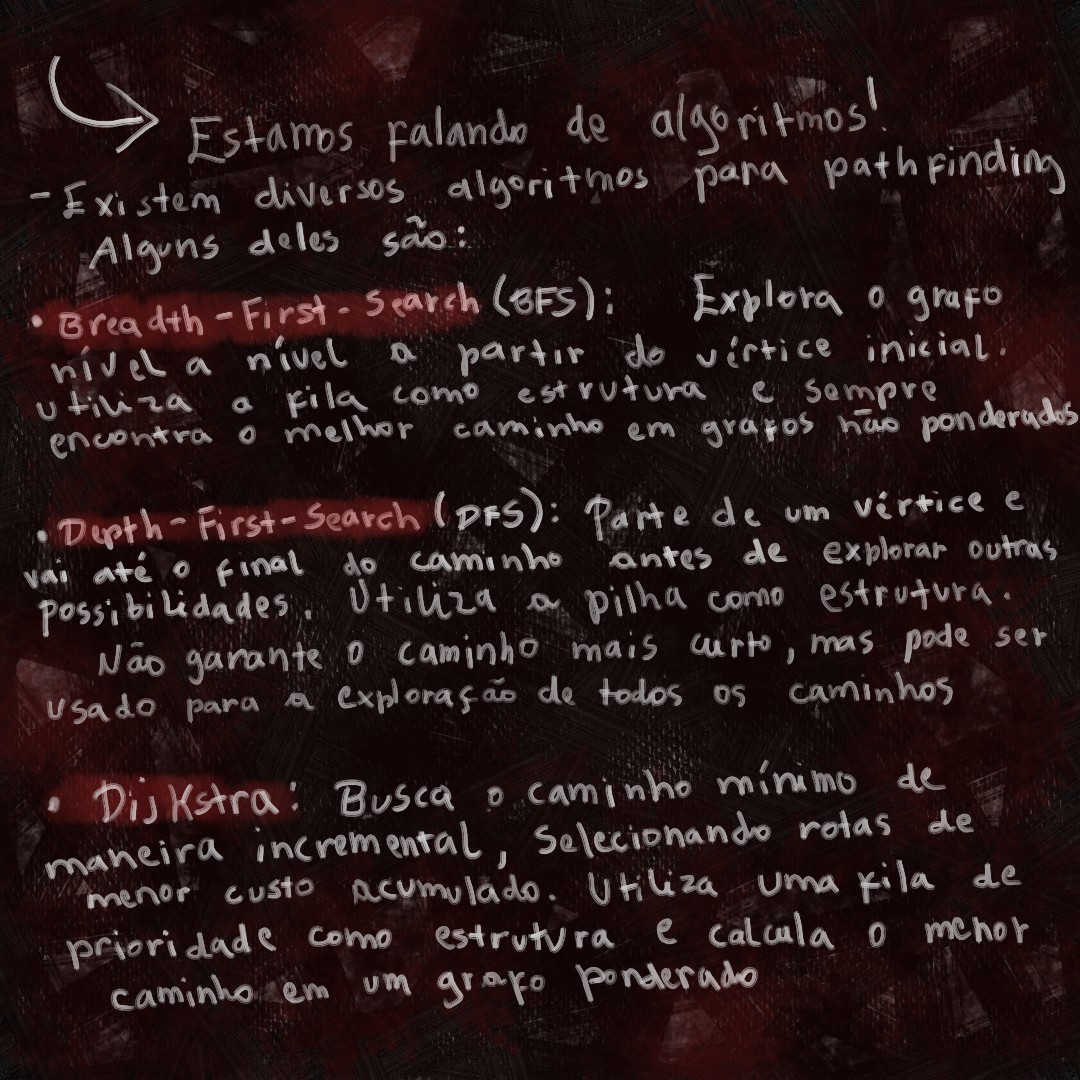 Estamos falando de algoritmos!
- Existem diversos algoritmos para pathfinding
Alguns deles são:
• Breadth-First-Search (BFS): Explora o grafo
nível a nível a partir do vértice inicial.
utiliza a fila como estrutura e sempre
encontra o melhor caminho em grafos não ponderados
• Depth-First-Search (DFS): Parte de um vértice e
vai até o final do caminho antes de explorar outras
possibilidades. Utiliza a pilha como estrutura.
Não garante o caminho mais curto, mas pode ser
usado para a exploração de todos os caminhos
• Dijkstra: Busca o caminho mínimo de
maneira incremental, selecionando rotas de
menor custo acumulado. Utiliza uma fila de
prioridade como estrutura e calcula o menor
caminho em um grafo ponderado